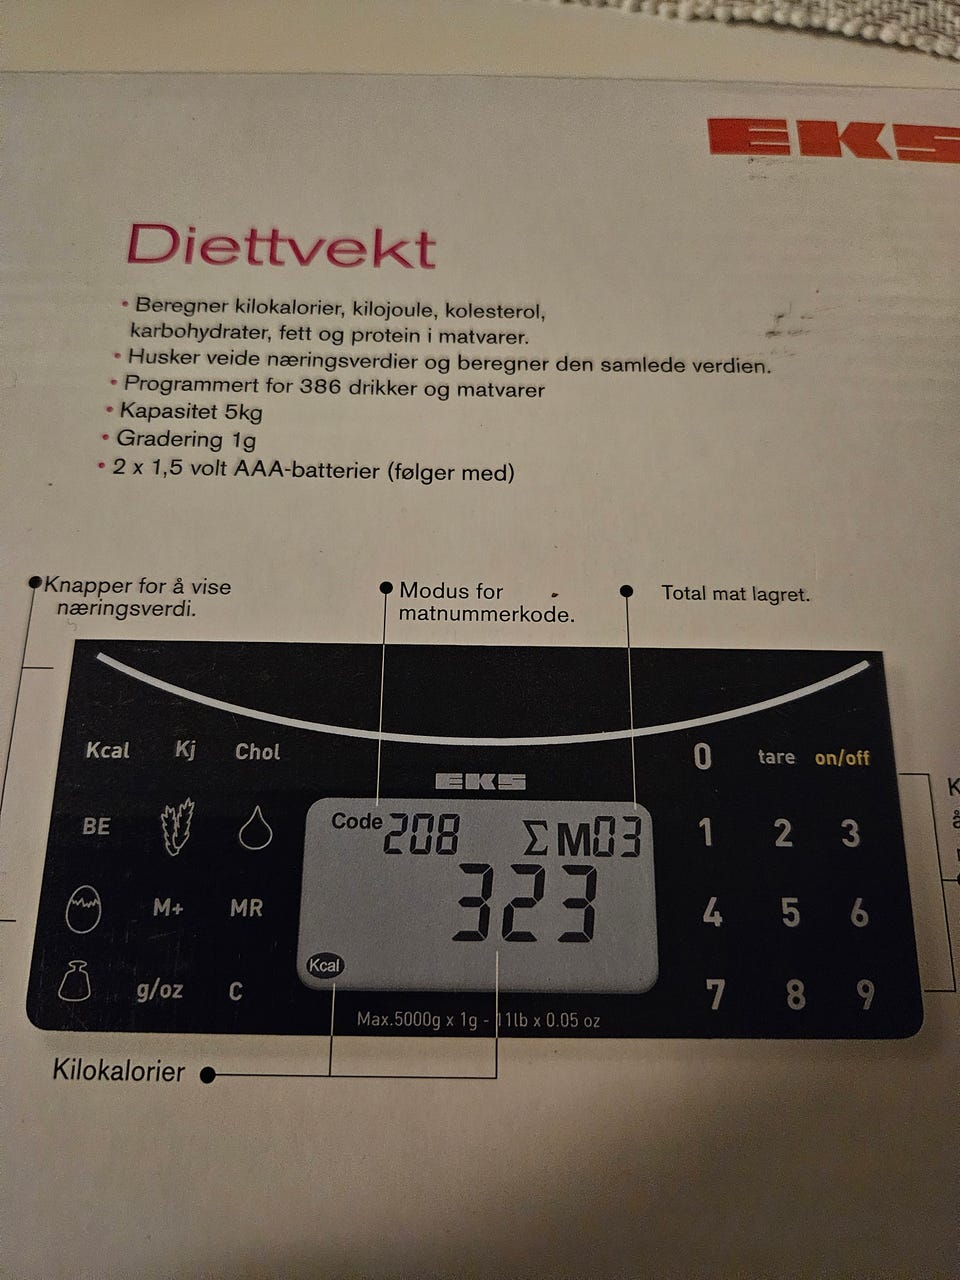 EKS
Diettvekt
• Beregner kilokalorier, kilojoule, kolesterol,
karbohydrater, fett og protein i matvarer.
• Husker veide næringsverdier og beregner den samlede verdien.
• Programmert for 386 drikker og matvarer
• Kapasitet 5kg
• Gradering 1g
• 2 x 1,5 volt AAA-batterier (følger med)
Knapper for å vise
næringsverdi.
Modus for
matnummerkode.
Total mat lagret.
Kcal Kj Chol
EKS
0 tare on/off
BE
Code 208 ΣM03
1 2 3
323
M+ MR
4 5 6
Kcal
g/oz C
7 8 9
Max.5000g x 1g - 11lb x 0.05 oz
Kilokalorier